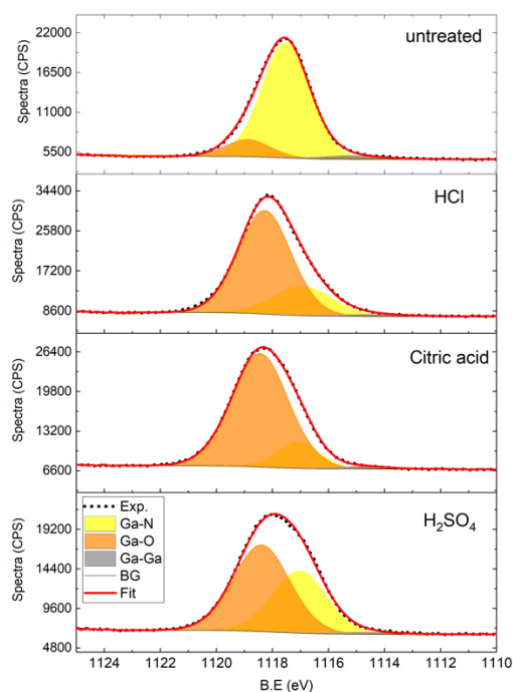 untreated
Spectra (CPS)
22000
16500
11000
5500
HCl
Spectra (CPS)
34400
25800
17200
8600
Citric acid
Spectra (CPS)
26400
19800
13200
6600
H₂SO₄
Spectra (CPS)
19200
14400
9600
4800
Exp.
Ga-N
Ga-O
Ga-Ga
BG
Fit
1124 1122 1120 1118 1116 1114 1112 1110
B.E (eV)